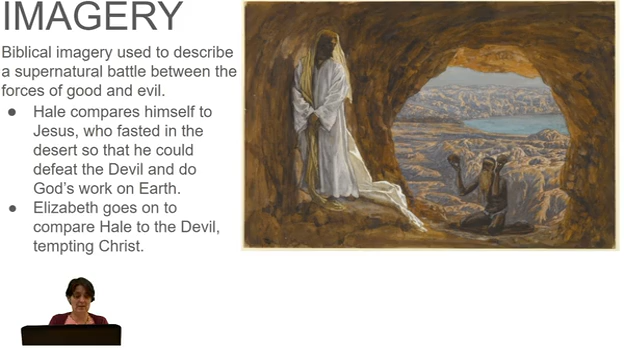 IMAGERY
Biblical imagery used to describe
a supernatural battle between the
forces of good and evil.
● Hale compares himself to
Jesus, who fasted in the
desert so that he could
defeat the Devil and do
God's work on Earth.
● Elizabeth goes on to
compare Hale to the Devil,
tempting Christ.